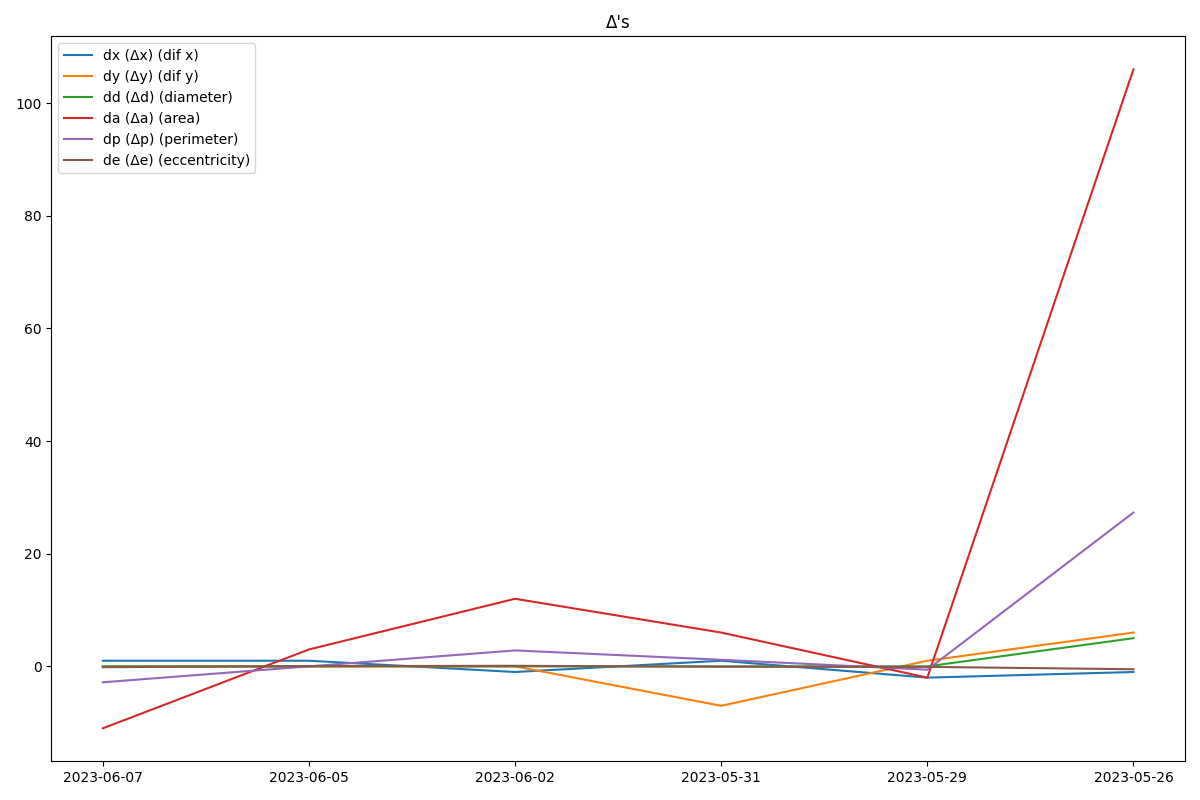 Δ's
dx (Δx) (dif x)
dy (Δy) (dif y)
dd (Δd) (diameter)
da (Δa) (area)
dp (Δp) (perimeter)
de (Δe) (eccentricity)
100
80
60
40
20
0
2023-06-07 2023-06-05 2023-06-02 2023-05-31 2023-05-29 2023-05-26